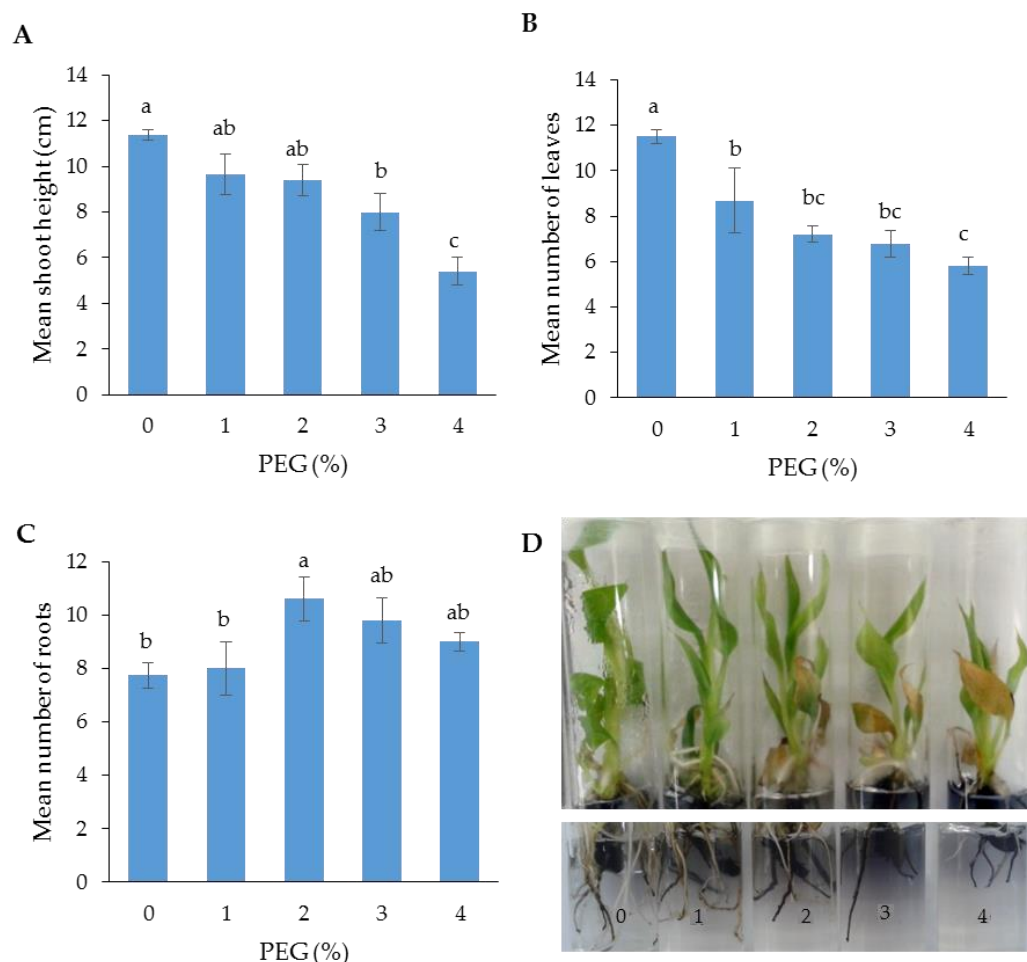 A
Mean shoot height (cm)
14
12
10
8
6
4
2
0
a
ab
ab
b
c
0 1 2 3 4
PEG (%)
B
Mean number of leaves
14
12
10
8
6
4
2
0
a
b
bc
bc
c
0 1 2 3 4
PEG (%)
C
Mean number of roots
12
10
8
6
4
2
0
b
b
a
ab
ab
0 1 2 3 4
PEG (%)
D
0 1 2 3 4